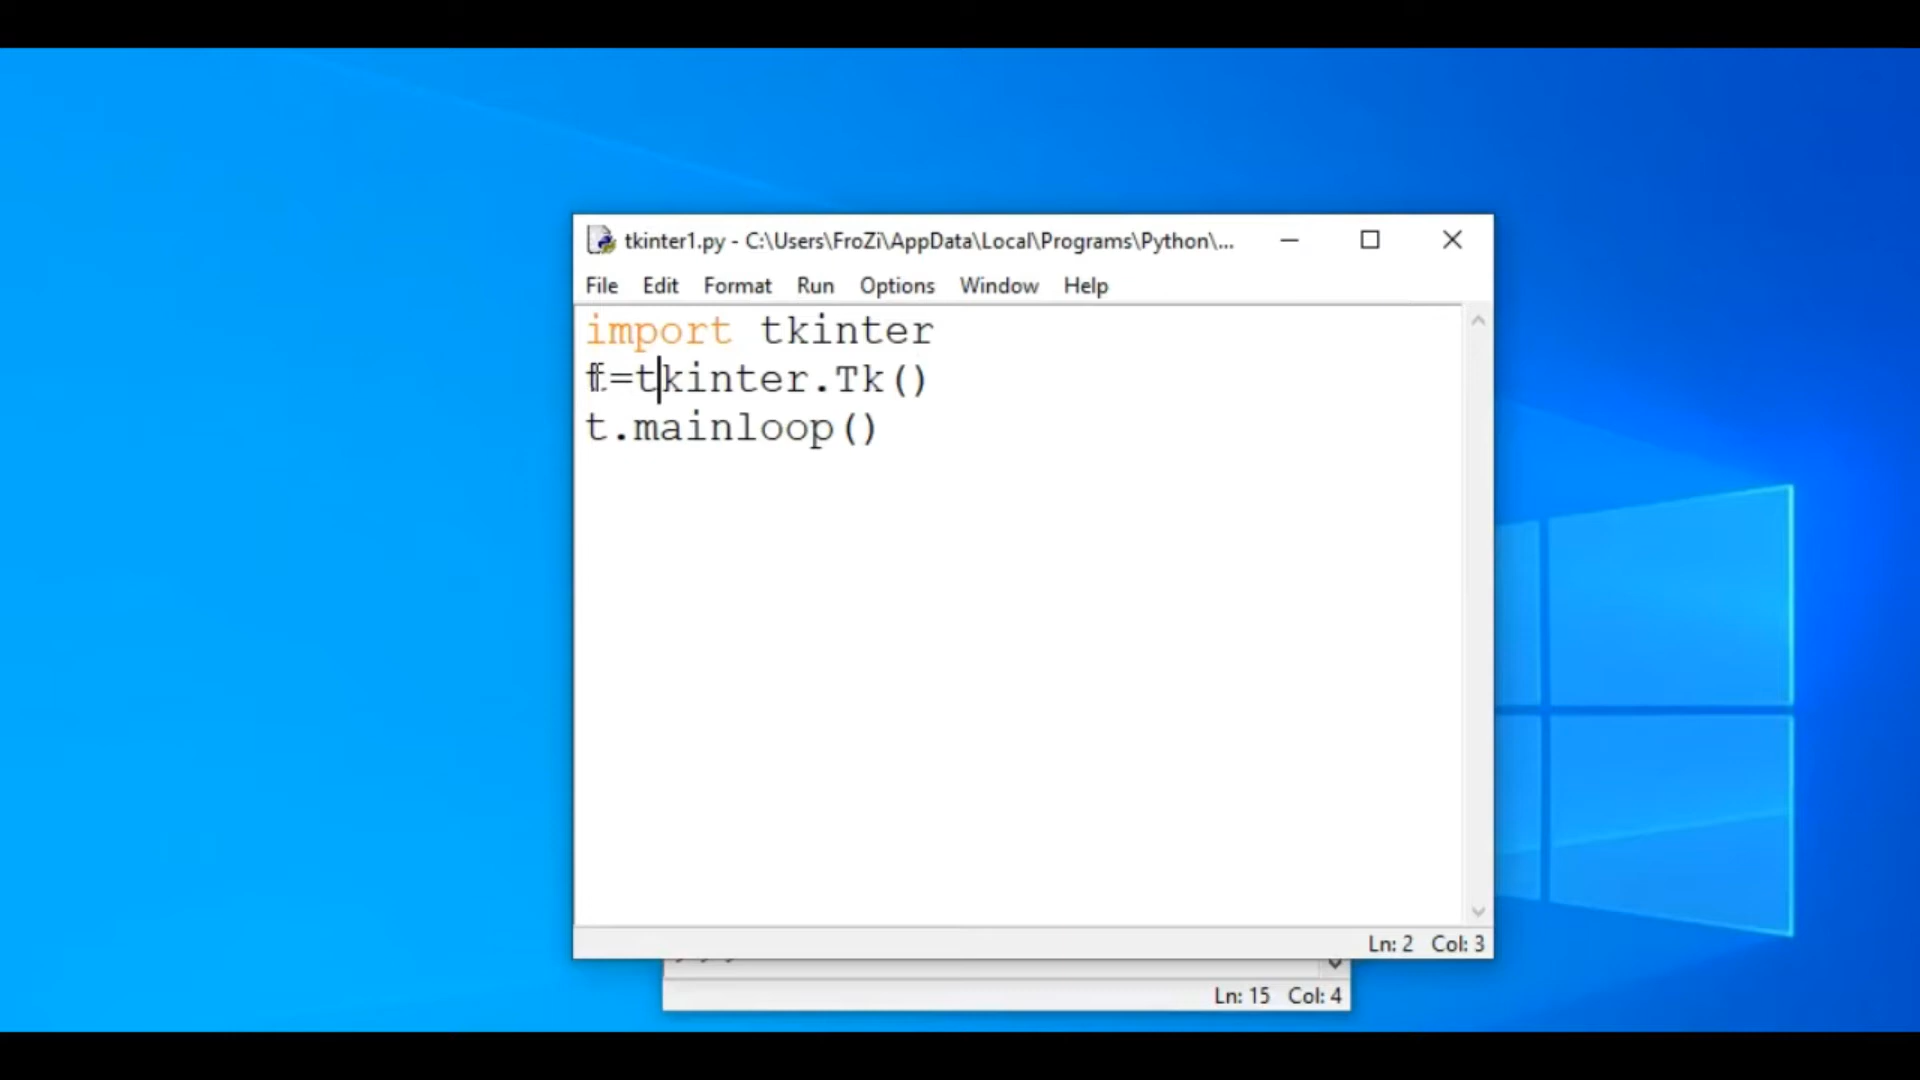 tkinter1.py - C:\Users\FroZi\AppData\Local\Programs\Python\...
File Edit Format Run Options Window Help
import tkinter
t=tkinter.Tk()
t.mainloop()
Ln: 2 Col: 3
Ln: 15 Col: 4